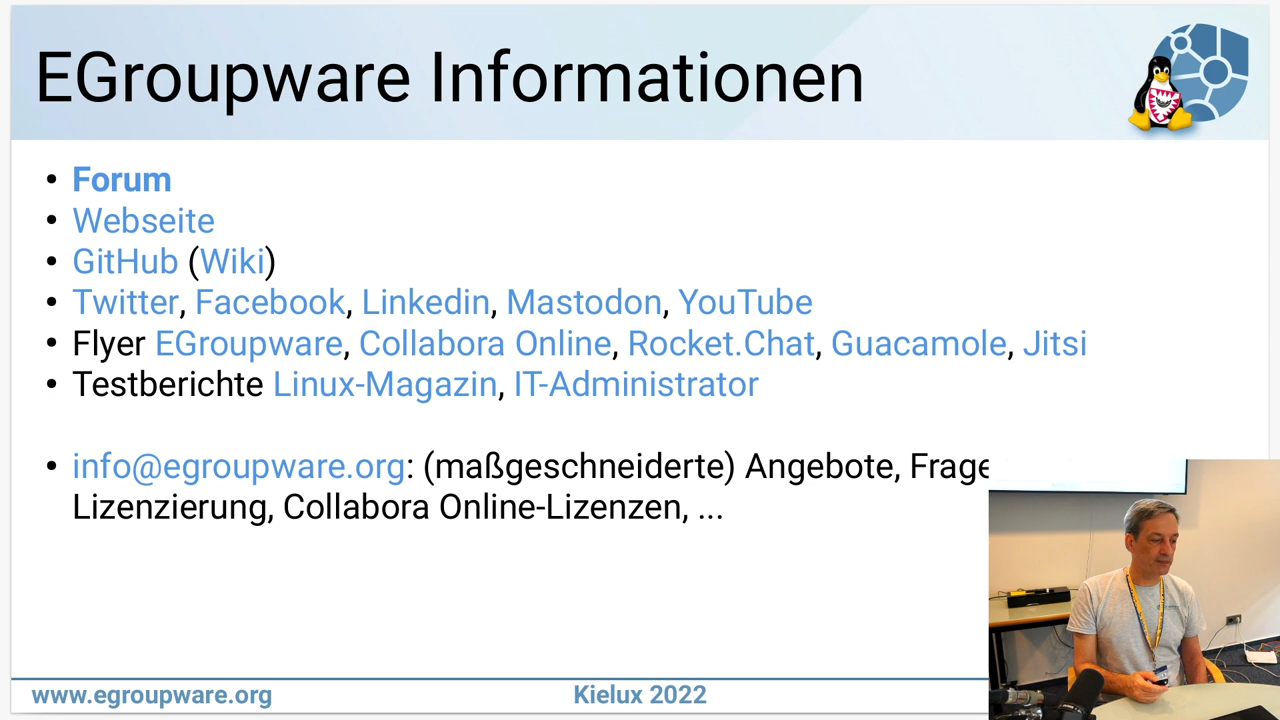 EGroupware Informationen
Forum
Webseite
GitHub (Wiki)
Twitter, Facebook, Linkedin, Mastodon, YouTube
Flyer EGroupware, Collabora Online, Rocket.Chat, Guacamole, Jitsi
Testberichte Linux-Magazin, IT-Administrator
info@egroupware.org: (maßgeschneiderte) Angebote, Frage
Lizenzierung, Collabora Online-Lizenzen, ...
www.egroupware.org
Kielux 2022